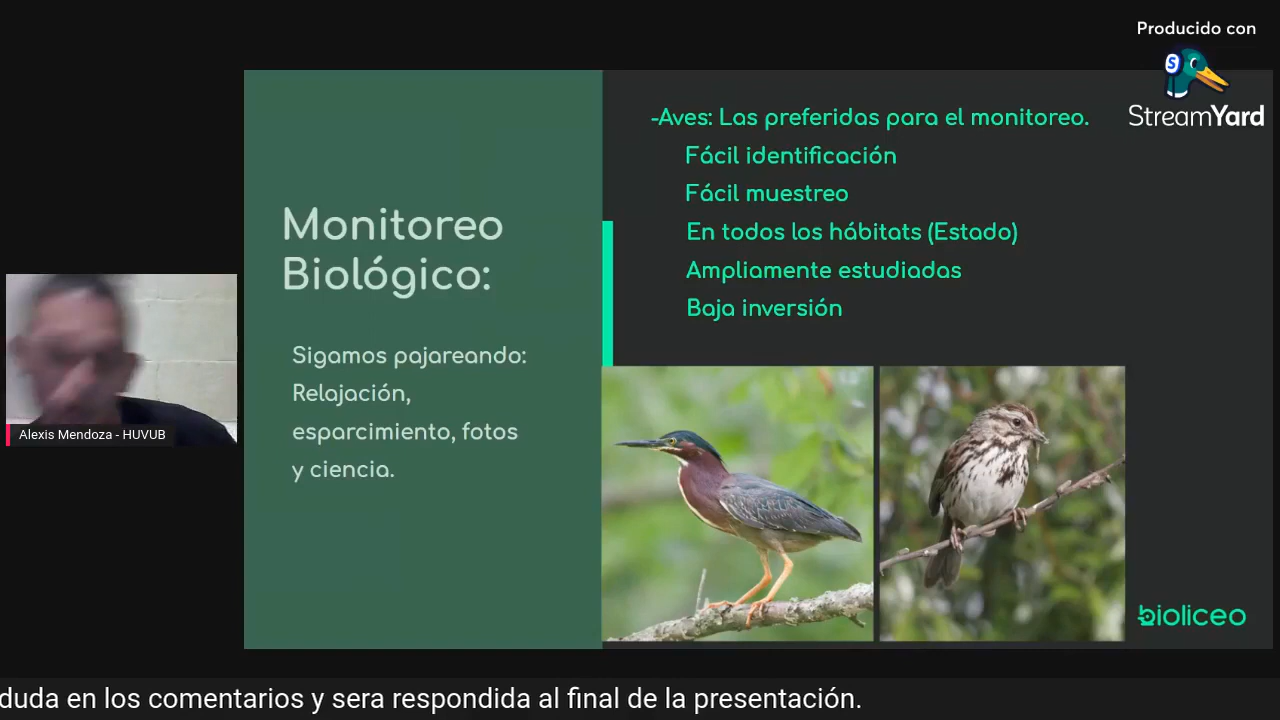 Producido con
StreamYard
Monitoreo
Biológico:
Sigamos pajareando:
Relajación,
esparcimiento, fotos
y ciencia.
-Aves: Las preferidas para el monitoreo.
Fácil identificación
Fácil muestreo
En todos los hábitats (Estado)
Ampliamente estudiadas
Baja inversión
Alexis Mendoza - HUVUB
bioliceo
duda en los comentarios y sera respondida al final de la presentación.